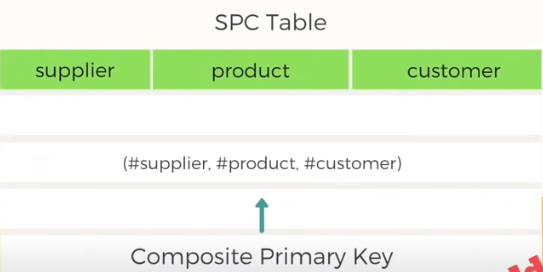 SPC Table
supplier product customer
(#supplier, #product, #customer)
Composite Primary Key